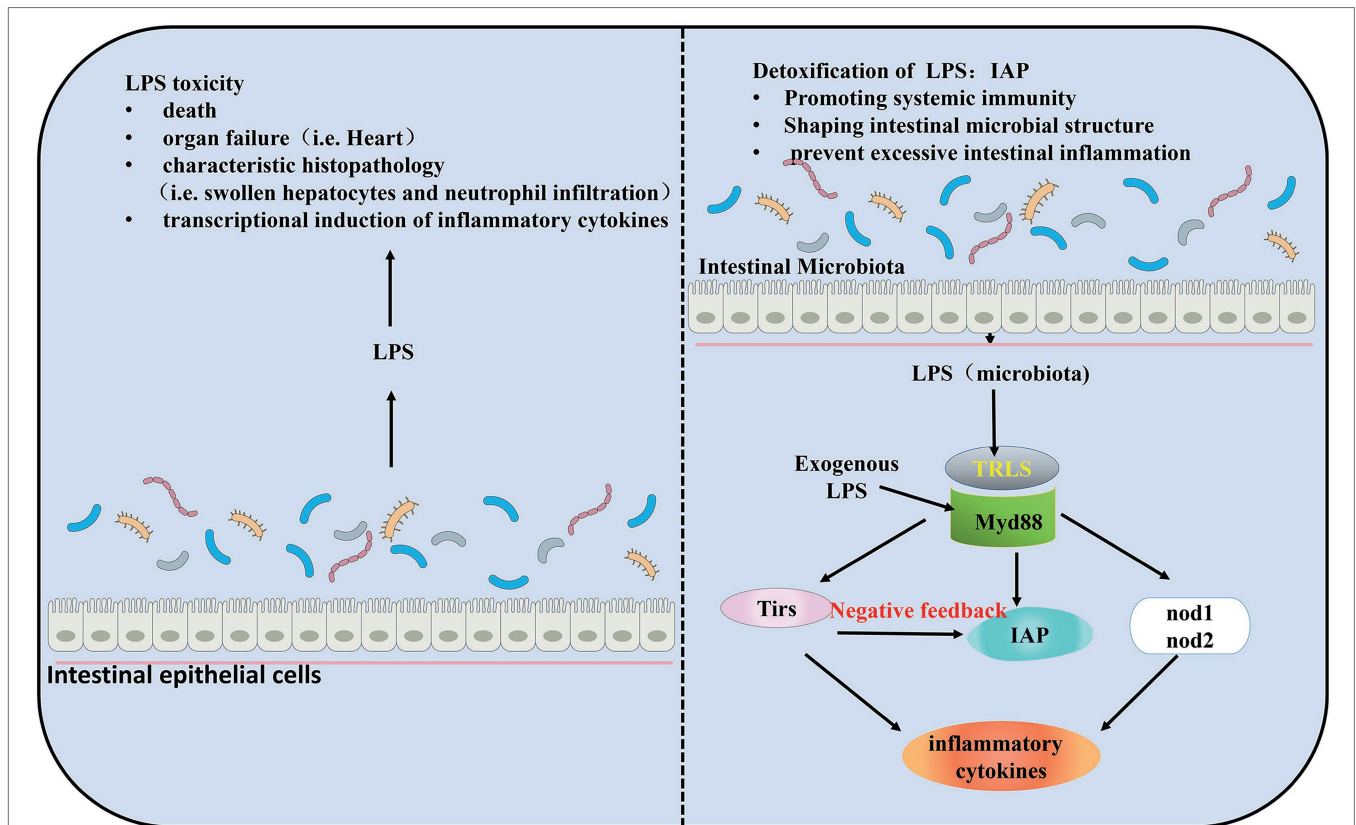 LPS toxicity
• death
• organ failure（i.e. Heart）
• characteristic histopathology
（i.e. swollen hepatocytes and neutrophil infiltration）
• transcriptional induction of inflammatory cytokines
LPS
Intestinal epithelial cells
Detoxification of LPS：IAP
• Promoting systemic immunity
• Shaping intestinal microbial structure
• prevent excessive intestinal inflammation
Intestinal Microbiota
LPS（microbiota)
Exogenous
LPS
TRLS
Myd88
Tirs
Negative feedback
IAP
nod1
nod2
inflammatory
cytokines